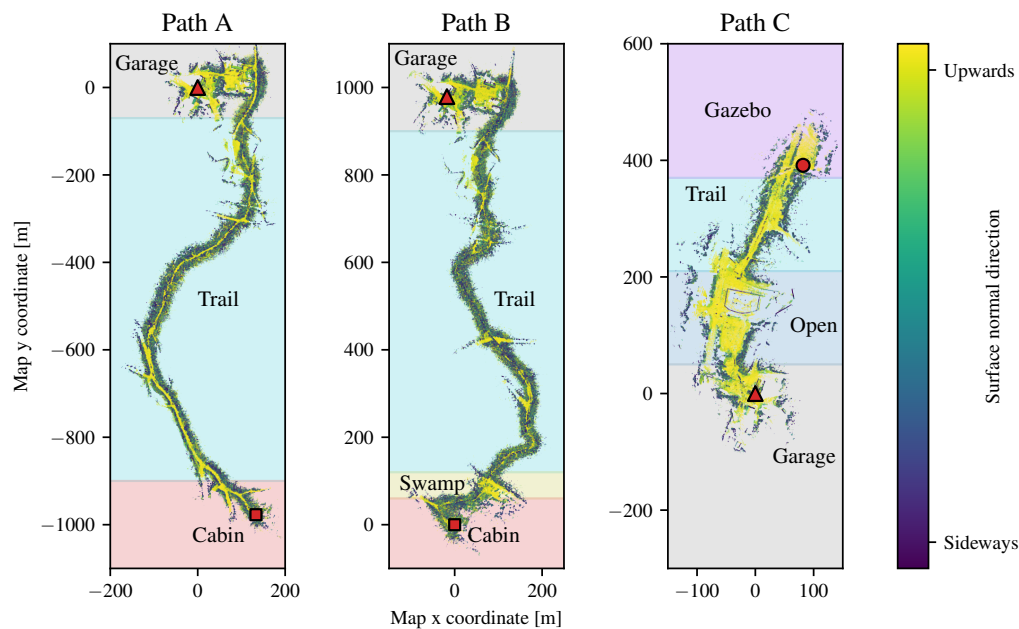 Path A
Path B
Path C
Map y coordinate [m]
0
−200
−400
−600
−800
−1000
−200
0
200
Garage
Trail
Cabin
1000
800
600
400
200
0
0
200
Garage
Trail
Swamp
Cabin
Map x coordinate [m]
600
400
200
0
−200
−100
0
100
Gazebo
Trail
Open
Garage
Surface normal direction
Upwards
Sideways